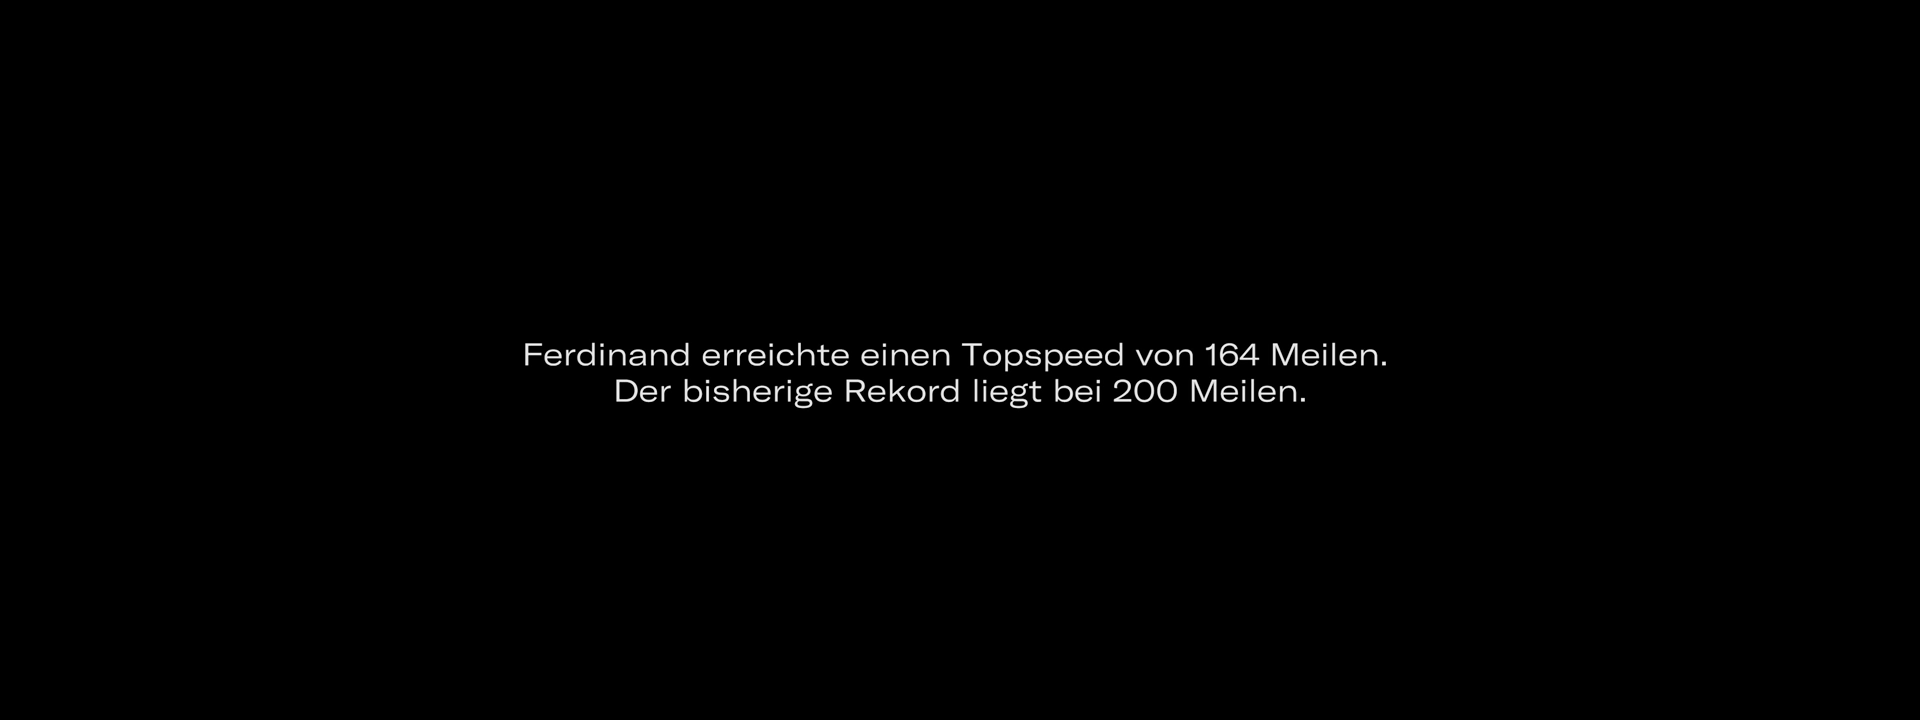 Ferdinand erreichte einen Topspeed von 164 Meilen.
Der bisherige Rekord liegt bei 200 Meilen.